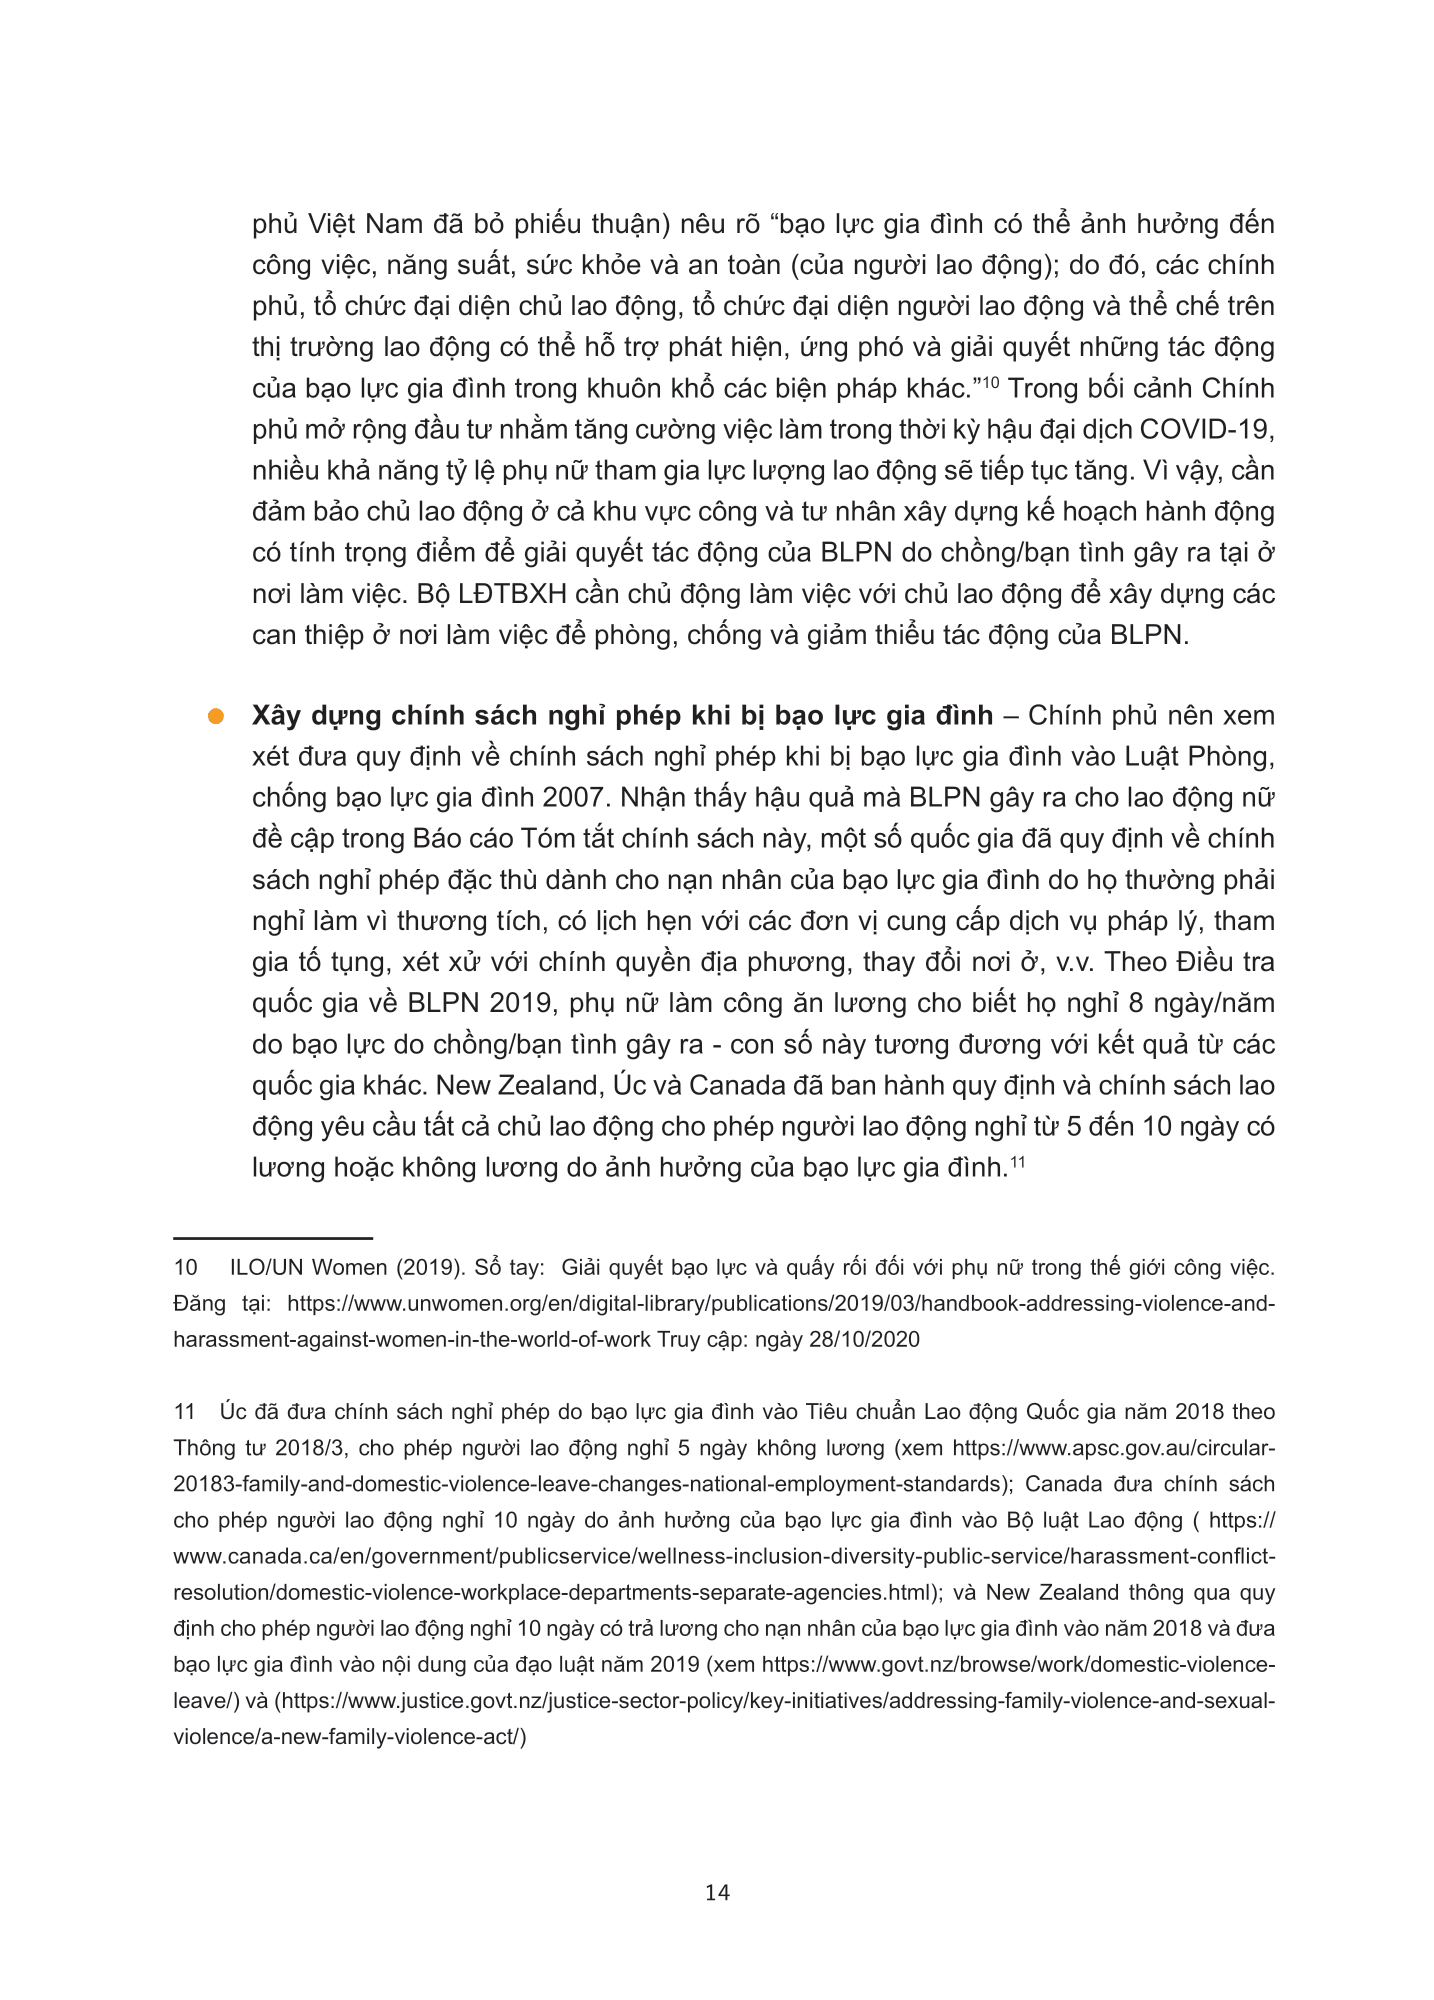 phủ Việt Nam đã bỏ phiếu thuận) nêu rõ “bạo lực gia đình có thể ảnh hưởng đến
công việc, năng suất, sức khỏe và an toàn (của người lao động); do đó, các chính
phủ, tổ chức đại diện chủ lao động, tổ chức đại diện người lao động và thể chế trên
thị trường lao động có thể hỗ trợ phát hiện, ứng phó và giải quyết những tác động
của bạo lực gia đình trong khuôn khổ các biện pháp khác.”10 Trong bối cảnh Chính
phủ mở rộng đầu tư nhằm tăng cường việc làm trong thời kỳ hậu đại dịch COVID-19,
nhiều khả năng tỷ lệ phụ nữ tham gia lực lượng lao động sẽ tiếp tục tăng. Vì vậy, cần
đảm bảo chủ lao động ở cả khu vực công và tư nhân xây dựng kế hoạch hành động
có tính trọng điểm để giải quyết tác động của BLPN do chồng/bạn tình gây ra tại ở
nơi làm việc. Bộ LĐTBXH cần chủ động làm việc với chủ lao động để xây dựng các
can thiệp ở nơi làm việc để phòng, chống và giảm thiểu tác động của BLPN.
● Xây dựng chính sách nghỉ phép khi bị bạo lực gia đình – Chính phủ nên xem
xét đưa quy định về chính sách nghỉ phép khi bị bạo lực gia đình vào Luật Phòng,
chống bạo lực gia đình 2007. Nhận thấy hậu quả mà BLPN gây ra cho lao động nữ
đề cập trong Báo cáo Tóm tắt chính sách này, một số quốc gia đã quy định về chính
sách nghỉ phép đặc thù dành cho nạn nhân của bạo lực gia đình do họ thường phải
nghỉ làm vì thương tích, có lịch hẹn với các đơn vị cung cấp dịch vụ pháp lý, tham
gia tố tụng, xét xử với chính quyền địa phương, thay đổi nơi ở, v.v. Theo Điều tra
quốc gia về BLPN 2019, phụ nữ làm công ăn lương cho biết họ nghỉ 8 ngày/năm
do bạo lực do chồng/bạn tình gây ra - con số này tương đương với kết quả từ các
quốc gia khác. New Zealand, Úc và Canada đã ban hành quy định và chính sách lao
động yêu cầu tất cả chủ lao động cho phép người lao động nghỉ từ 5 đến 10 ngày có
lương hoặc không lương do ảnh hưởng của bạo lực gia đình.11
10 ILO/UN Women (2019). Sổ tay: Giải quyết bạo lực và quấy rối đối với phụ nữ trong thế giới công việc.
Đăng tại: https://www.unwomen.org/en/digital-library/publications/2019/03/handbook-addressing-violence-and-
harassment-against-women-in-the-world-of-work Truy cập: ngày 28/10/2020
11 Úc đã đưa chính sách nghỉ phép do bạo lực gia đình vào Tiêu chuẩn Lao động Quốc gia năm 2018 theo
Thông tư 2018/3, cho phép người lao động nghỉ 5 ngày không lương (xem https://www.apsc.gov.au/circular-
20183-family-and-domestic-violence-leave-changes-national-employment-standards); Canada đưa chính sách
cho phép người lao động nghỉ 10 ngày do ảnh hưởng của bạo lực gia đình vào Bộ luật Lao động ( https://
www.canada.ca/en/government/publicservice/wellness-inclusion-diversity-public-service/harassment-conflict-
resolution/domestic-violence-workplace-departments-separate-agencies.html); và New Zealand thông qua quy
định cho phép người lao động nghỉ 10 ngày có trả lương cho nạn nhân của bạo lực gia đình vào năm 2018 và đưa
bạo lực gia đình vào nội dung của đạo luật năm 2019 (xem https://www.govt.nz/browse/work/domestic-violence-
leave/) và (https://www.justice.govt.nz/justice-sector-policy/key-initiatives/addressing-family-violence-and-sexual-
violence/a-new-family-violence-act/)
14